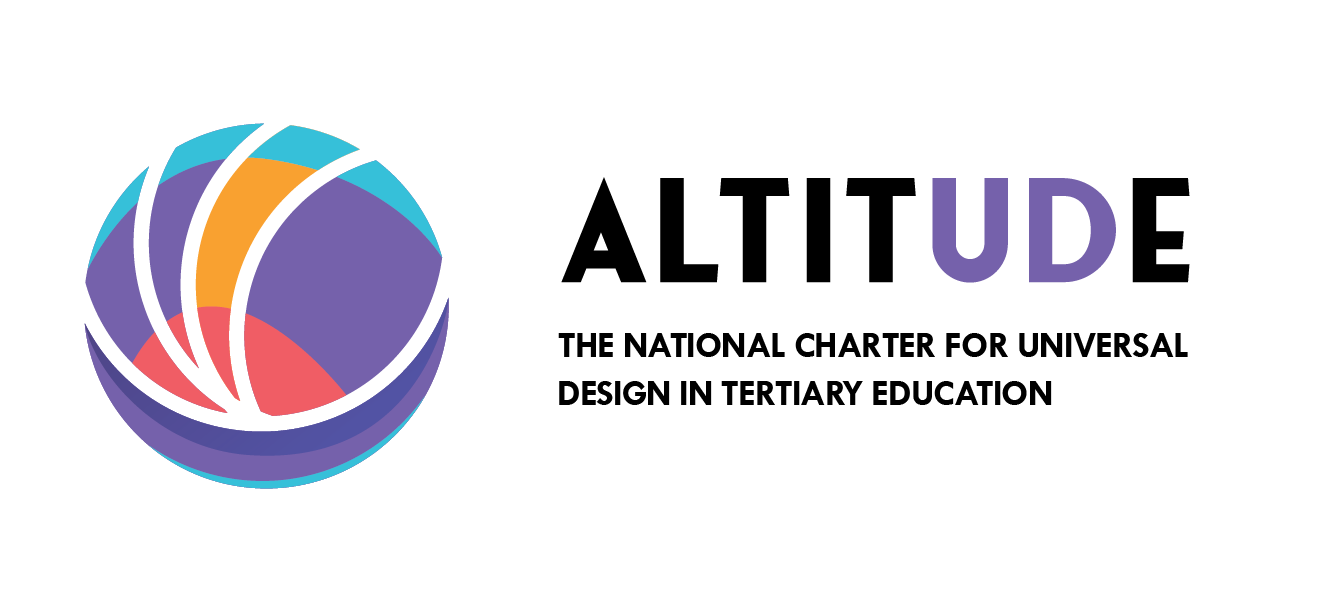 ALTITUDE
THE NATIONAL CHARTER FOR UNIVERSAL
DESIGN IN TERTIARY EDUCATION